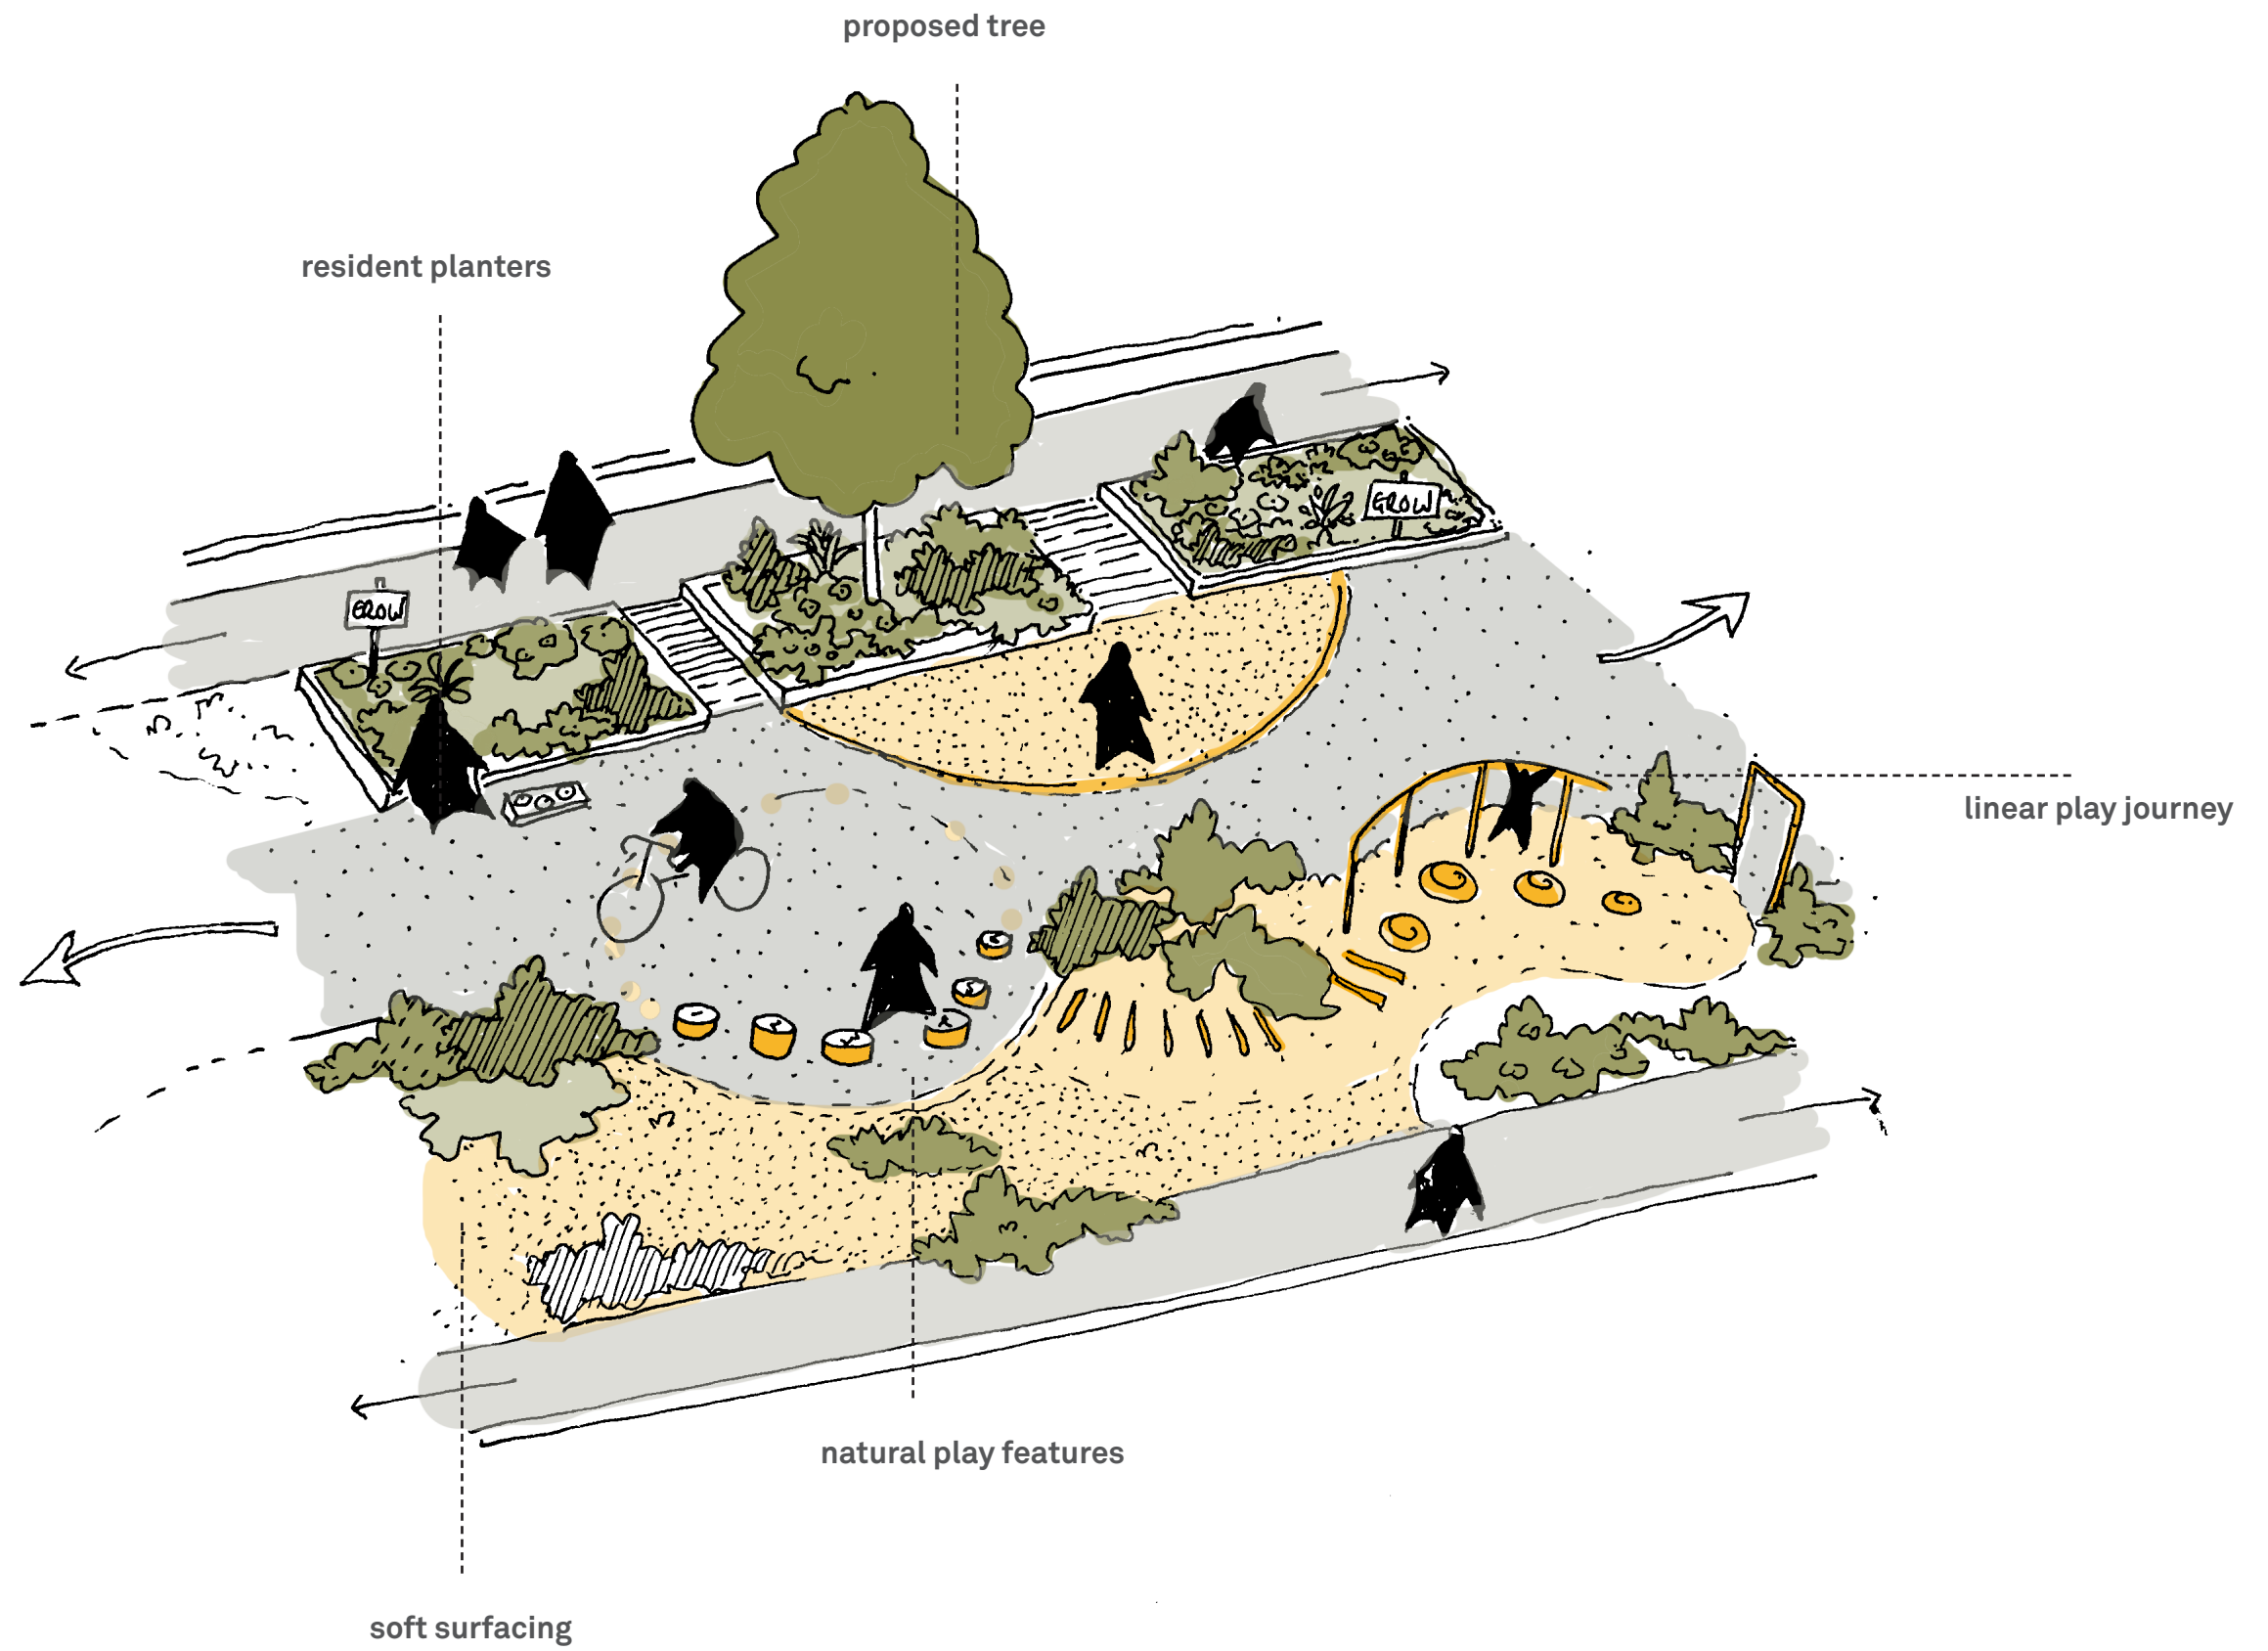 proposed tree
resident planters
GROW
GROW
linear play journey
natural play features
soft surfacing